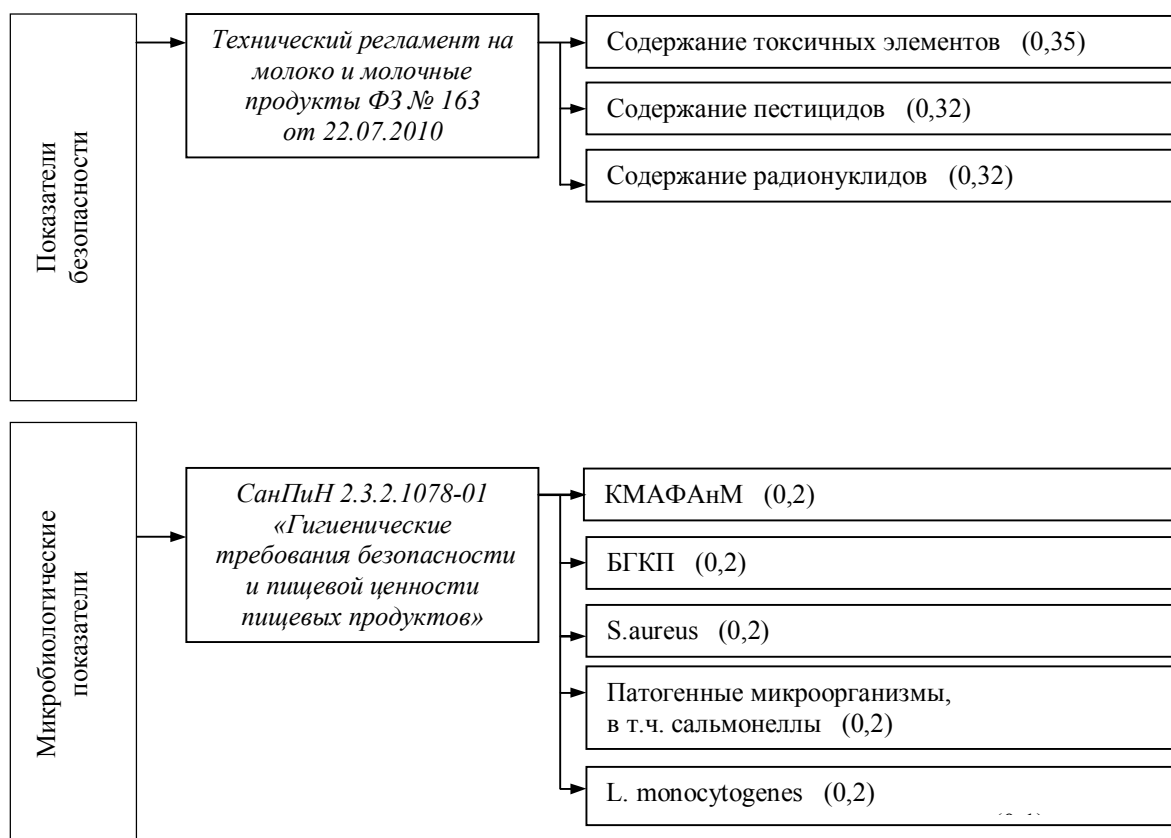 Показатели
безопасности
Технический регламент на
молоко и молочные
продукты ФЗ № 163
от 22.07.2010
Содержание токсичных элементов (0,35)
Содержание пестицидов (0,32)
Содержание радионуклидов (0,32)
Микробиологические
показатели
СанПиН 2.3.2.1078-01
«Гигиенические
требования безопасности
и пищевой ценности
пищевых продуктов»
КМАФАнМ (0,2)
БГКП (0,2)
S.aureus (0,2)
Патогенные микроорганизмы,
в т.ч. сальмонеллы (0,2)
L. monocytogenes (0,2)